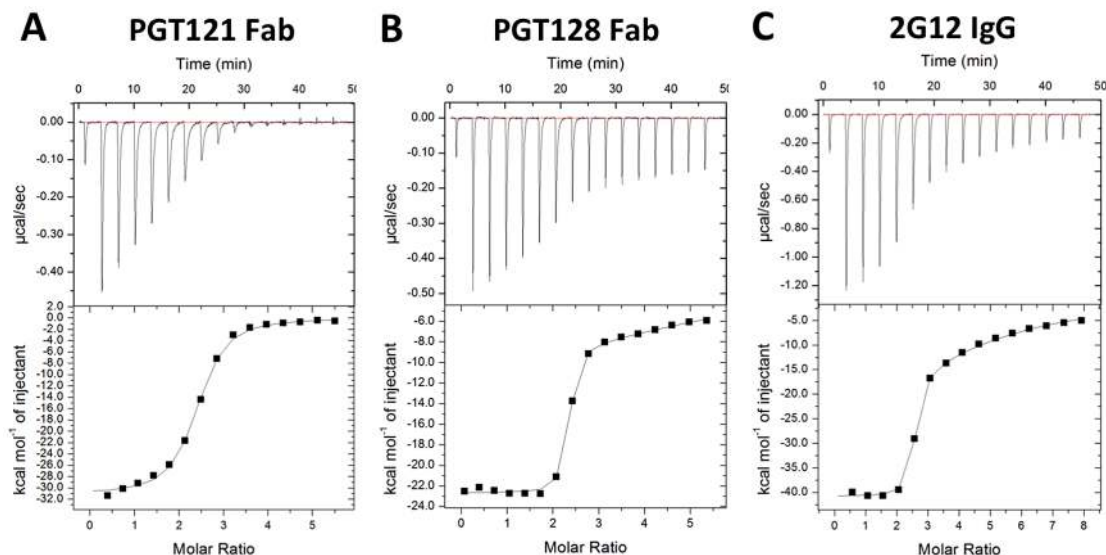 A PGT121 Fab
Time (min)
0 10 20 30 40 50
0.00
-0.10
-0.20
-0.30
-0.40
µcal/sec
2.0
0.0
-2.0
-4.0
-6.0
-8.0
-10.0
-12.0
-14.0
-16.0
-18.0
-20.0
-22.0
-24.0
-26.0
-28.0
-30.0
-32.0
kcal mol⁻¹ of injectant
0 1 2 3 4 5
Molar Ratio
B PGT128 Fab
Time (min)
0 10 20 30 40 50
0.00
-0.10
-0.20
-0.30
-0.40
-0.50
µcal/sec
-6.0
-8.0
-10.0
-12.0
-14.0
-16.0
-18.0
-20.0
-22.0
-24.0
kcal mol⁻¹ of injectant
0 1 2 3 4 5
Molar Ratio
C 2G12 IgG
Time (min)
0 10 20 30 40 50
0.00
-0.20
-0.40
-0.60
-0.80
-1.00
-1.20
µcal/sec
-5.0
-10.0
-15.0
-20.0
-25.0
-30.0
-35.0
-40.0
kcal mol⁻¹ of injectant
0 1 2 3 4 5 6 7 8
Molar Ratio